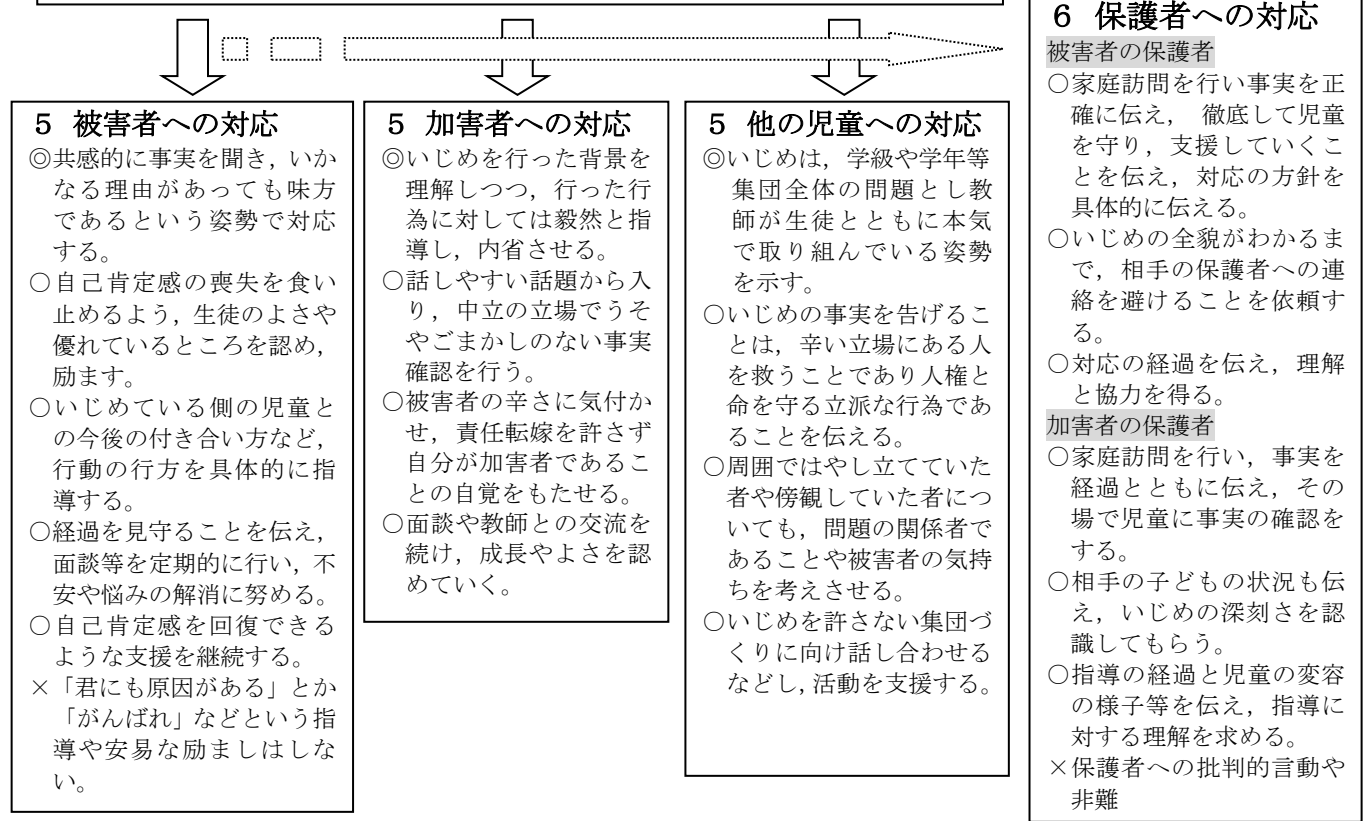 5 被害者への対応
◎共感的に事実を聞き，いか
なる理由があっても味方
であるという姿勢で対応
する。
○自己肯定感の喪失を食い
止めるよう，生徒のよさや
優れているところを認め，
励ます。
○いじめている側の児童と
の今後の付き合い方など，
行動の行方を具体的に指
導する。
○経過を見守ることを伝え，
面談等を定期的に行い，不
安や悩みの解消に努める。
○自己肯定感を回復できる
ような支援を継続する。
×「君にも原因がある」とか
「がんばれ」などという指
導や安易な励ましはしな
い。
5 加害者への対応
◎いじめを行った背景を
理解しつつ，行った行
為に対しては毅然と指
導し，内省させる。
○話しやすい話題から入
り，中立の立場でうそ
やごまかしのない事実
確認を行う。
○被害者の辛さに気付か
せ，責任転嫁を許さず
自分が加害者であるこ
との自覚をもたせる。
○面談や教師との交流を
続け，成長やよさを認
めていく。
5 他の児童への対応
◎いじめは，学級や学年等
集団全体の問題とし教
師が生徒とともに本気
で取り組んでいる姿勢
を示す。
○いじめの事実を告げるこ
とは，辛い立場にある人
を救うことであり人権と
命を守る立派な行為であ
ることを伝える。
○周囲ではやし立てていた
者や傍観していた者につ
いても，問題の関係者で
あることや被害者の気持
ちを考えさせる。
○いじめを許さない集団づ
くりに向け話し合わせる
などし，活動を支援する。
6 保護者への対応
被害者の保護者
○家庭訪問を行い事実を正
確に伝え， 徹底して児童
を守り，支援していくこ
とを伝え，対応の方針を
具体的に伝える。
○いじめの全貌がわかるま
で，相手の保護者への連
絡を避けることを依頼す
る。
○対応の経過を伝え，理解
と協力を得る。
加害者の保護者
○家庭訪問を行い，事実を
経過とともに伝え，その
場で児童に事実の確認を
する。
○相手の子どもの状況も伝
え，いじめの深刻さを認
識してもらう。
○指導の経過と児童の変容
の様子等を伝え，指導に
対する理解を求める。
×保護者への批判的言動や
非難